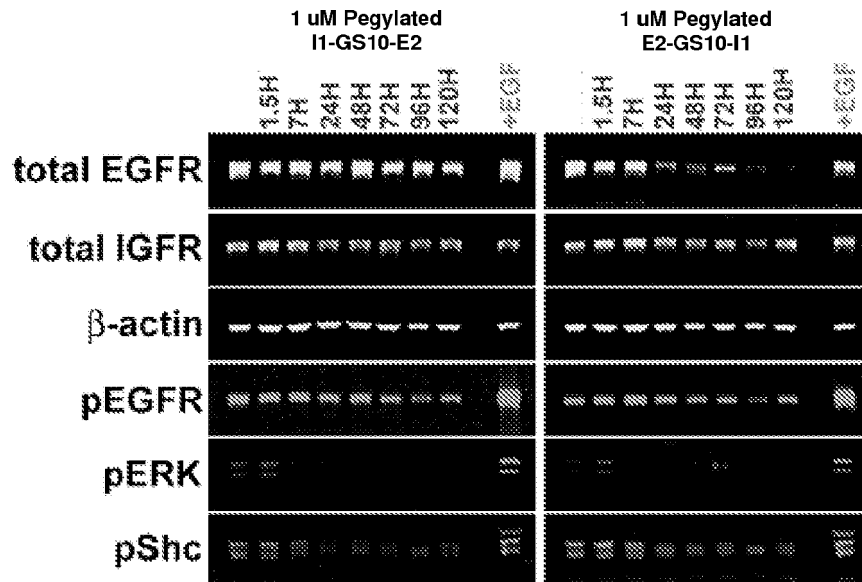 1 uM Pegylated
I1-GS10-E2
1 uM Pegylated
E2-GS10-I1
1.5H 7H 24H 48H 72H 96H 120H +EGF
1.5H 7H 24H 48H 72H 96H 120H +EGF
total EGFR
total IGFR
β-actin
pEGFR
pERK
pShc